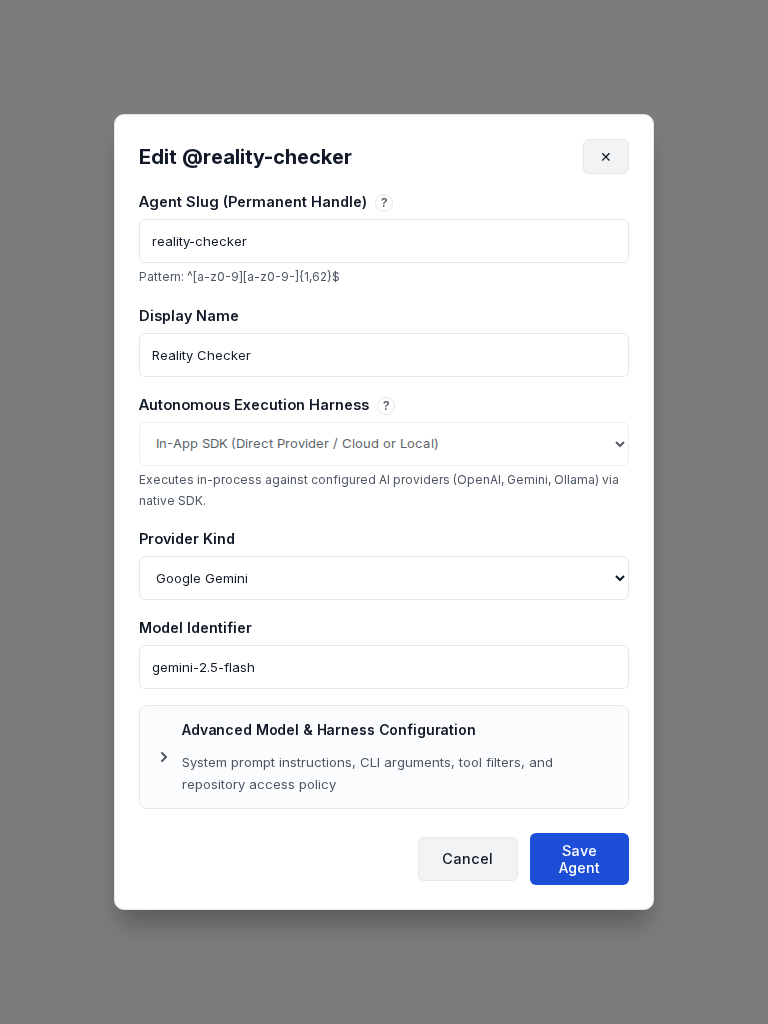 Edit @reality-checker
✕
Agent Slug (Permanent Handle) ?
reality-checker
Pattern: ^[a-z0-9][a-z0-9-]{1,62}$
Display Name
Reality Checker
Autonomous Execution Harness ?
In-App SDK (Direct Provider / Cloud or Local)
Executes in-process against configured AI providers (OpenAI, Gemini, Ollama) via
native SDK.
Provider Kind
Google Gemini
Model Identifier
gemini-2.5-flash
Advanced Model & Harness Configuration
System prompt instructions, CLI arguments, tool filters, and
repository access policy
Cancel
Save
Agent